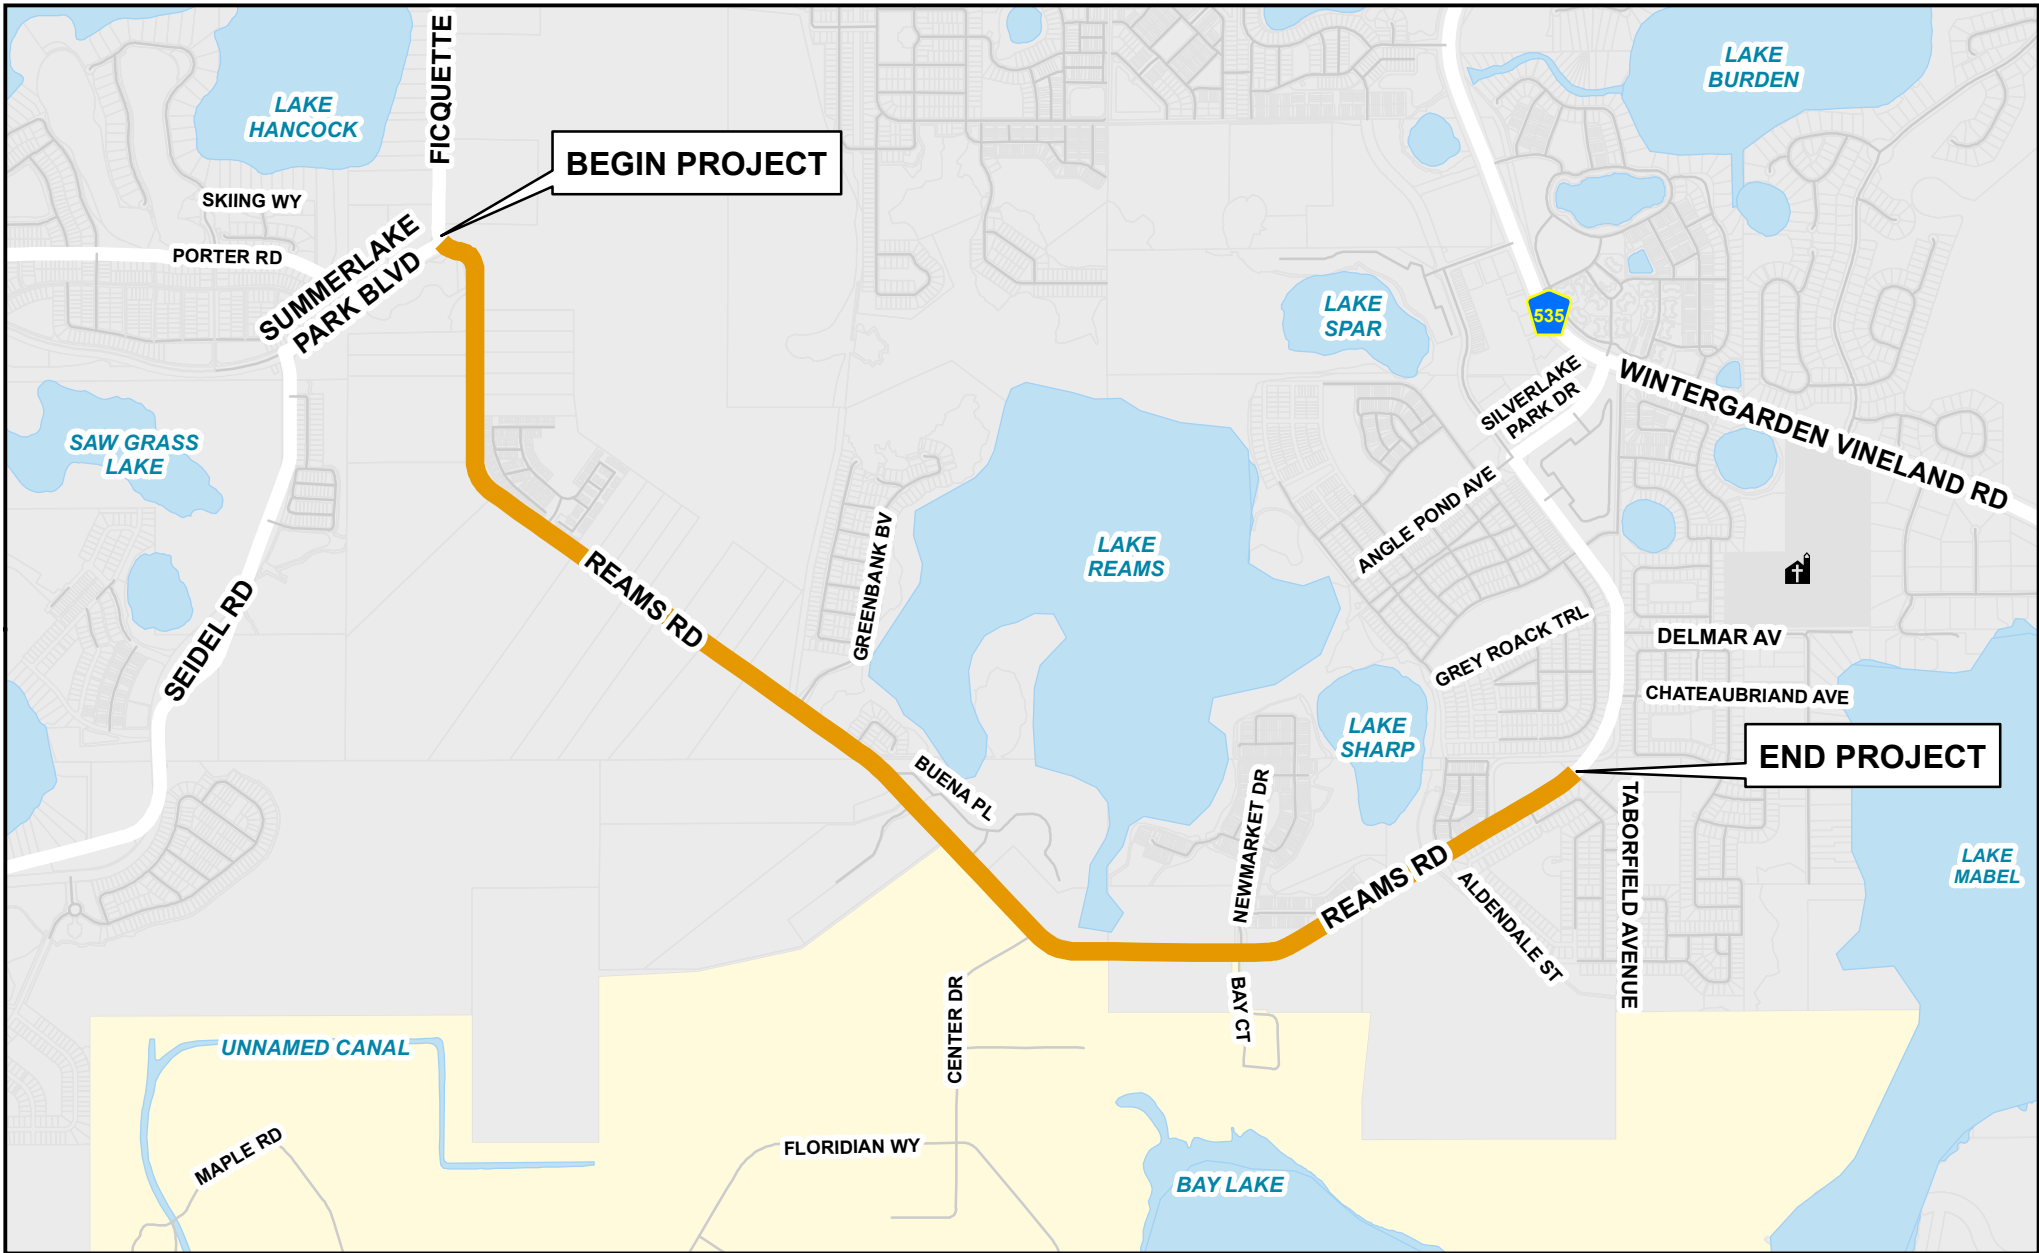 FICQUETTE
LAKE
HANCOCK
LAKE
BURDEN
BEGIN PROJECT
SKIING WY
PORTER RD
SUMMERLAKE
PARK BLVD
LAKE
SPAR
535
SILVERLAKE
PARK DR
WINTERGARDEN VINELAND RD
SAW GRASS
LAKE
ANGLE POND AVE
GREENBANK BV
LAKE
REAMS
REAMS RD
SEIDEL RD
GREY ROACK TRL
DELMAR AV
CHATEAUBRIAND AVE
LAKE
SHARP
END PROJECT
BUENA PL
NEWMARKET DR
TABORFIELD AVENUE
LAKE
MABEL
REAMS RD
ALDENDALE ST
CENTER DR
BAY CT
UNNAMED CANAL
MAPLE RD
FLORIDIAN WY
BAY LAKE